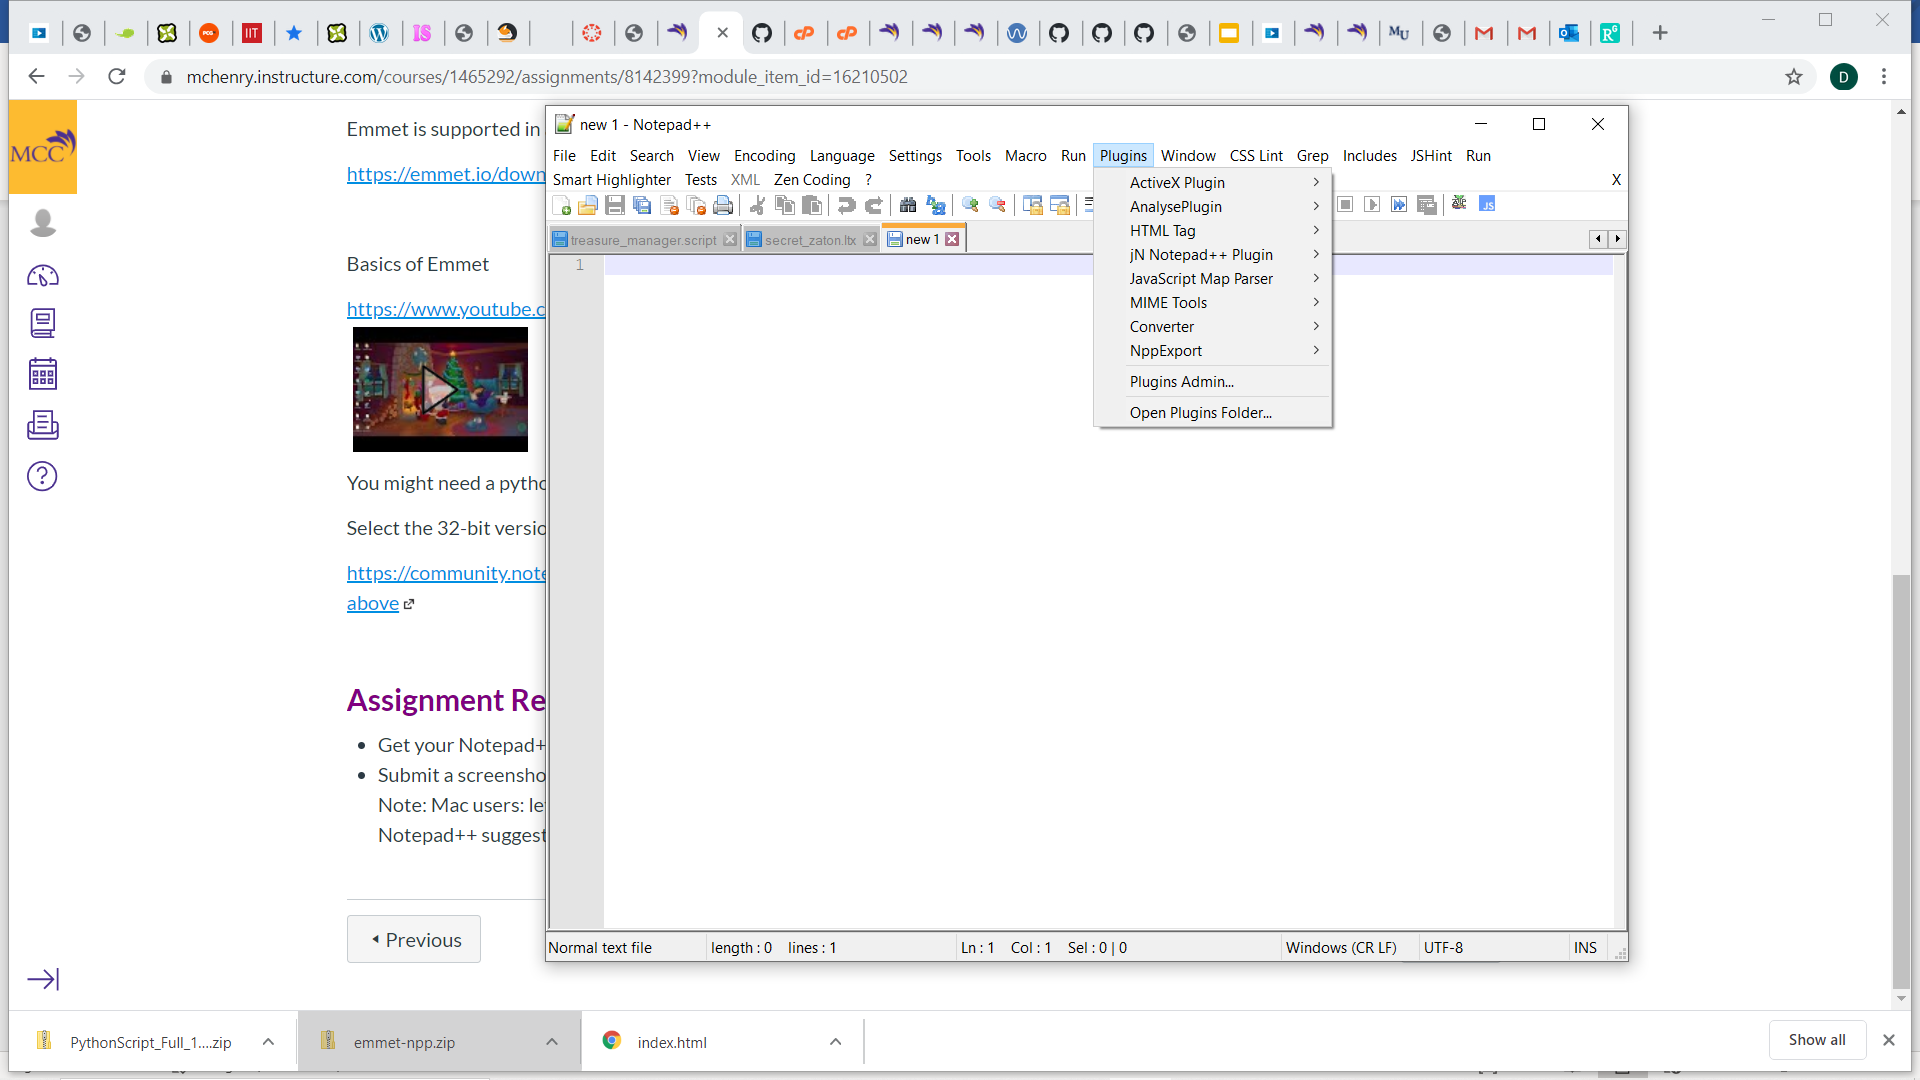 mchenry.instructure.com/courses/1465292/assignments/8142399?module_item_id=16210502
D
MCC
Emmet is supported in
https://emmet.io/down
Basics of Emmet
https://www.youtube.c
You might need a pytho
Select the 32-bit versio
https://community.note
above
Assignment Re
Get your Notepad+
Submit a screensho
Note: Mac users: le
Notepad++ suggest
Previous
new 1 - Notepad++
File Edit Search View Encoding Language Settings Tools Macro Run Plugins Window CSS Lint Grep Includes JSHint Run
Smart Highlighter Tests XML Zen Coding ? X
treasure_manager.script secret_zaton.ltx new 1
1
ActiveX Plugin
AnalysePlugin
HTML Tag
jN Notepad++ Plugin
JavaScript Map Parser
MIME Tools
Converter
NppExport
Plugins Admin...
Open Plugins Folder...
Normal text file length : 0 lines : 1 Ln : 1 Col : 1 Sel : 0 | 0 Windows (CR LF) UTF-8 INS
PythonScript_Full_1....zip emmet-npp.zip index.html Show all